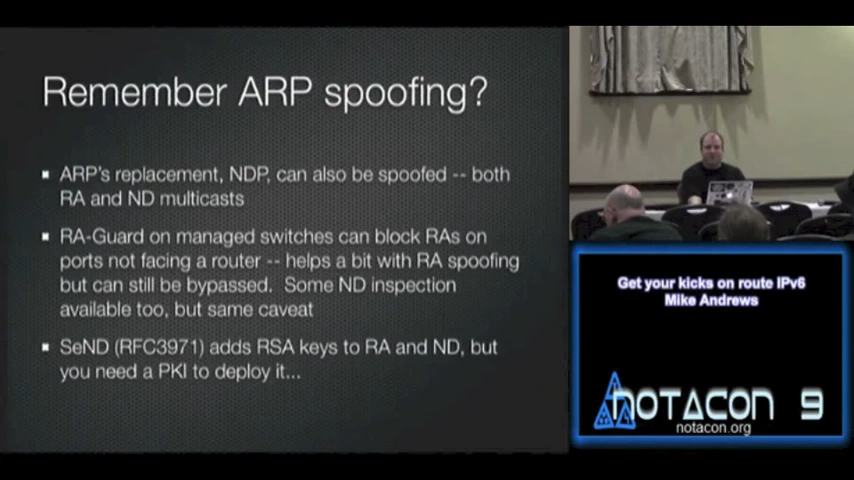 Remember ARP spoofing?
ARP's replacement, NDP, can also be spoofed -- both
RA and ND multicasts
RA-Guard on managed switches can block RAs on
ports not facing a router -- helps a bit with RA spoofing
but can still be bypassed. Some ND inspection
available too, but same caveat
SeND (RFC3971) adds RSA keys to RA and ND, but
you need a PKI to deploy it...
Get your kicks on route IPv6
Mike Andrews
NOTACON 9
notacon.org